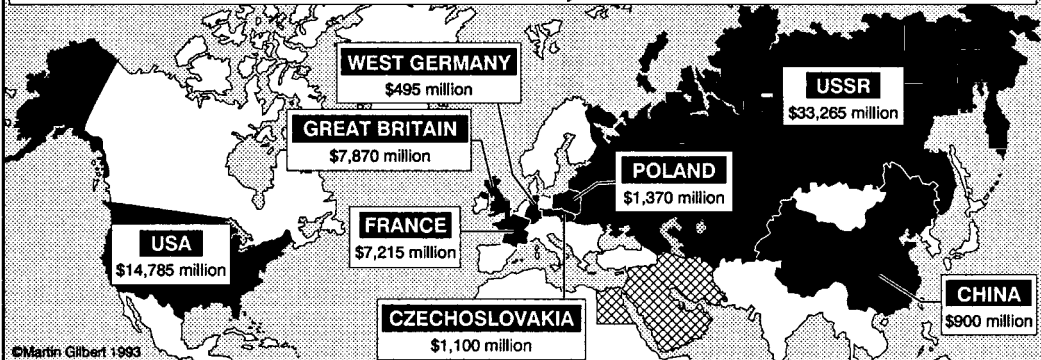 WEST GERMANY
$495 million
USSR
$33,265 million
GREAT BRITAIN
$7,870 million
POLAND
$1,370 million
FRANCE
$7,215 million
USA
$14,785 million
CHINA
$900 million
CZECHOSLOVAKIA
$1,100 million
©Martin Gilbert 1993